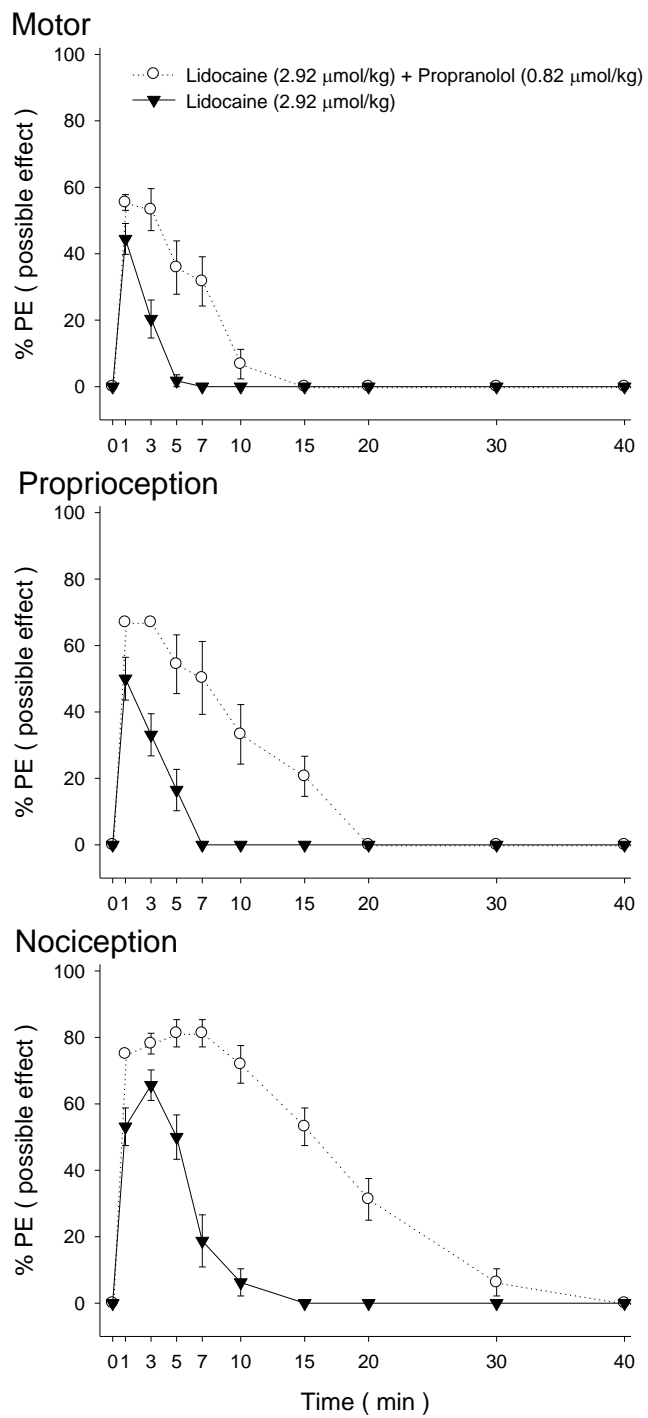 Motor
100
80
60
40
20
0
% PE ( possible effect )
Lidocaine (2.92 μmol/kg) + Propranolol (0.82 μmol/kg)
Lidocaine (2.92 μmol/kg)
0 1 3 5 7 10 15 20 30 40
Proprioception
100
80
60
40
20
0
% PE ( possible effect )
0 1 3 5 7 10 15 20 30 40
Nociception
100
80
60
40
20
0
% PE ( possible effect )
0 1 3 5 7 10 15 20 30 40
Time ( min )